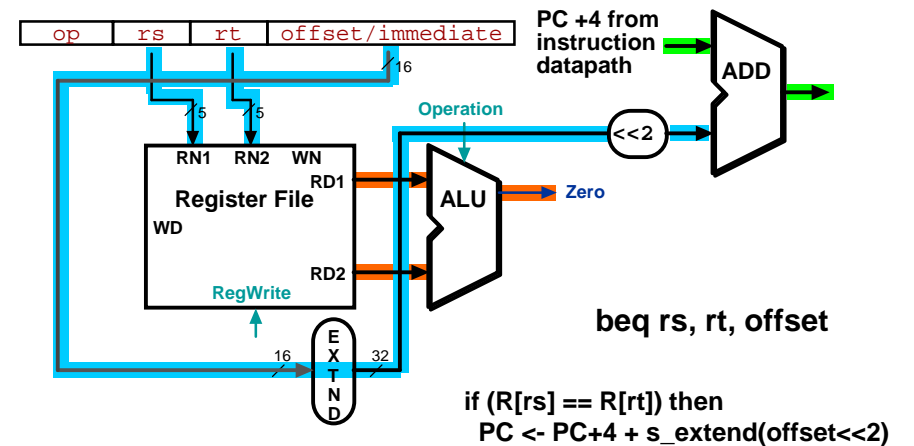 op rs rt offset/immediate
PC +4 from
instruction
datapath
ADD
16
5 5
Operation
<<2
RN1 RN2 WN
RD1
Register File
ALU
Zero
WD
RD2
RegWrite
beq rs, rt, offset
16
E
X
T
N
D
32
if (R[rs] == R[rt]) then
PC <- PC+4 + s_extend(offset<<2)